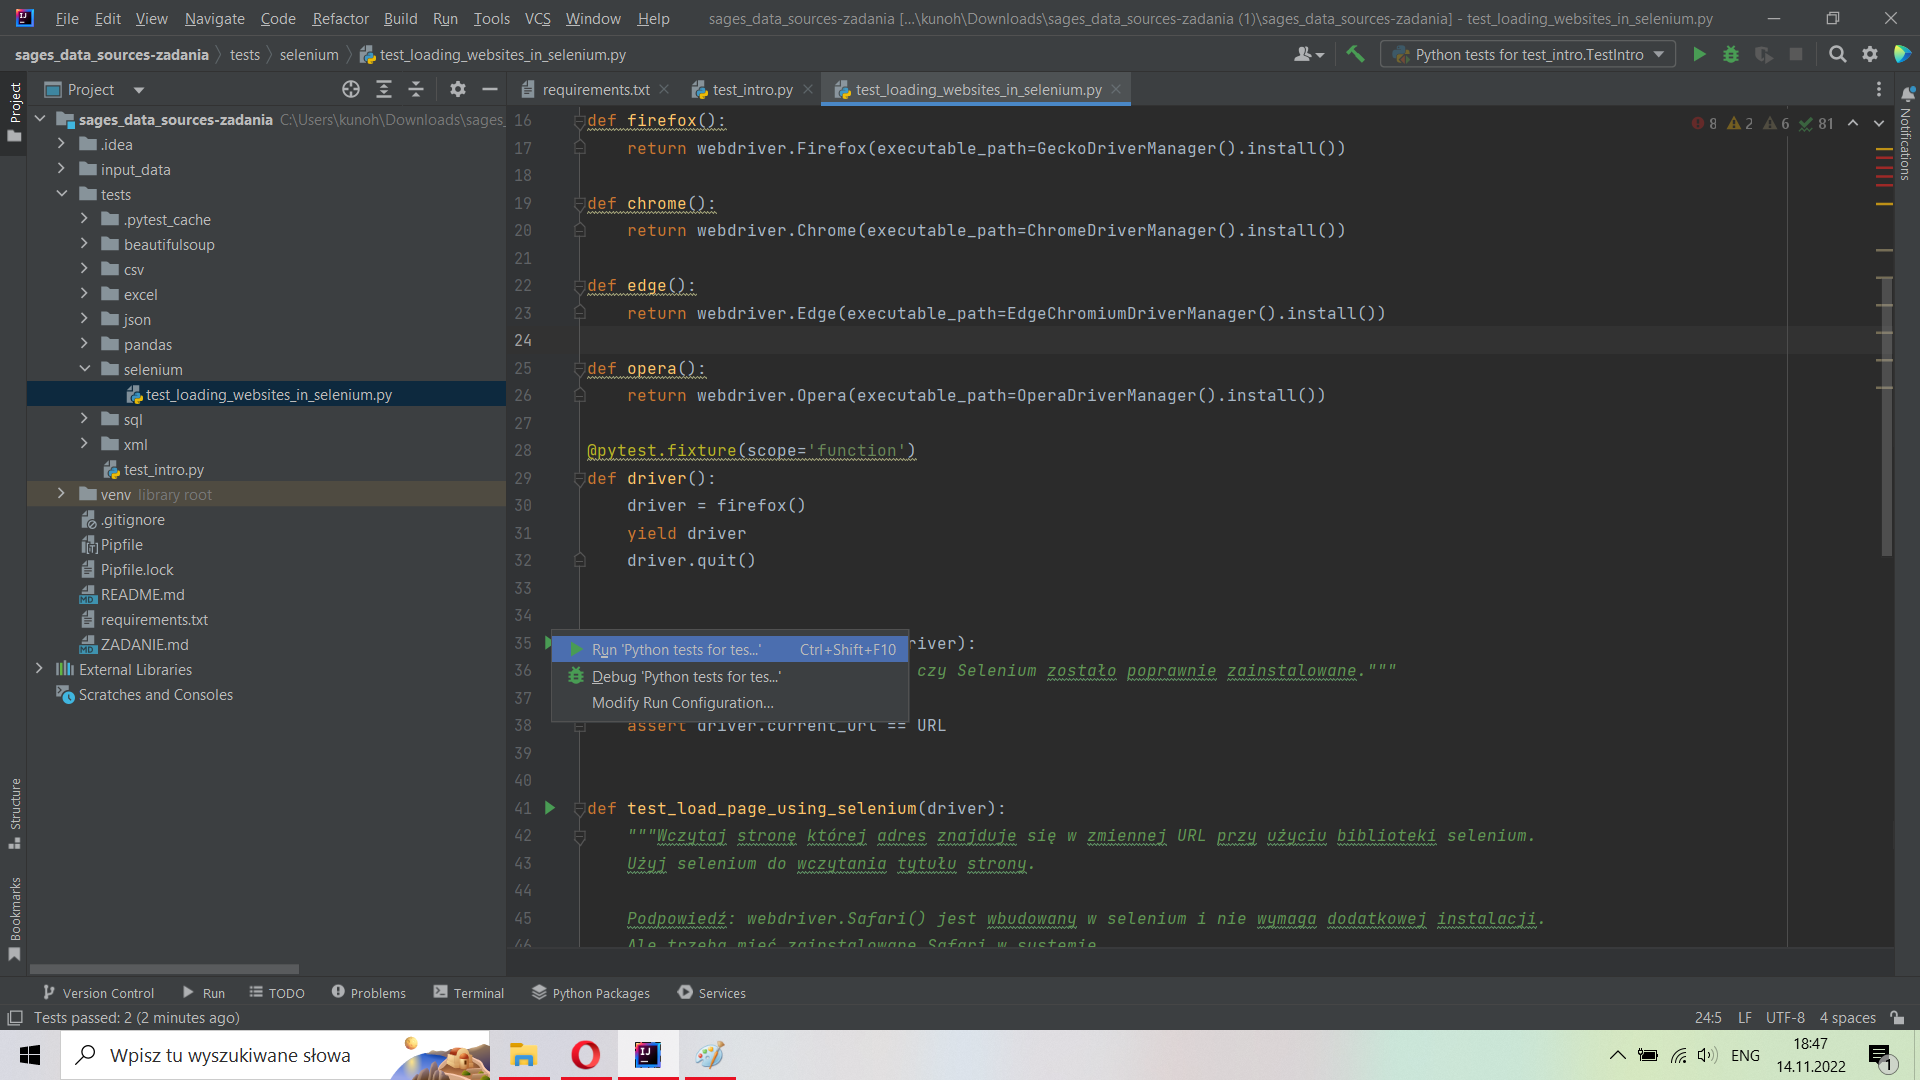 File Edit View Navigate Code Refactor Build Run Tools VCS Window Help sages_data_sources-zadania [...\kunoh\Downloads\sages_data_sources-zadania (1)\sages_data_sources-zadania] - test_loading_websites_in_selenium.py
sages_data_sources-zadania tests selenium test_loading_websites_in_selenium.py Python tests for test_intro.TestIntro
Project requirements.txt test_intro.py test_loading_websites_in_selenium.py
Project
Notifications
Structure
Bookmarks
sages_data_sources-zadania C:\Users\kunoh\Downloads\sages_
.idea
input_data
tests
.pytest_cache
beautifulsoup
csv
excel
json
pandas
selenium
test_loading_websites_in_selenium.py
sql
xml
test_intro.py
venv library root
.gitignore
Pipfile
Pipfile.lock
README.md
requirements.txt
ZADANIE.md
External Libraries
Scratches and Consoles
8 2 6 81
16 def firefox():
17 return webdriver.Firefox(executable_path=GeckoDriverManager().install())
18
19 def chrome():
20 return webdriver.Chrome(executable_path=ChromeDriverManager().install())
21
22 def edge():
23 return webdriver.Edge(executable_path=EdgeChromiumDriverManager().install())
24
25 def opera():
26 return webdriver.Opera(executable_path=OperaDriverManager().install())
27
28 @pytest.fixture(scope='function')
29 def driver():
30 driver = firefox()
31 yield driver
32 driver.quit()
33
34
35 river):
36 czy Selenium zostało poprawnie zainstalowane."""
37
38 assert driver.current_url == URL
39
40
41 def test_load_page_using_selenium(driver):
42 """Wczytaj stronę której adres znajduje się w zmiennej URL przy użyciu biblioteki selenium.
43 Użyj selenium do wczytania tytułu strony.
44
45 Podpowiedź: webdriver.Safari() jest wbudowany w selenium i nie wymaga dodatkowej instalacji.
46 Ale trzeba mieć zainstalowane Safari w systemie
Run 'Python tests for tes...' Ctrl+Shift+F10
Debug 'Python tests for tes...'
Modify Run Configuration...
Version Control Run TODO Problems Terminal Python Packages Services
Tests passed: 2 (2 minutes ago) 24:5 LF UTF-8 4 spaces
Wpisz tu wyszukiwane słowa ENG 18:47
14.11.2022 1